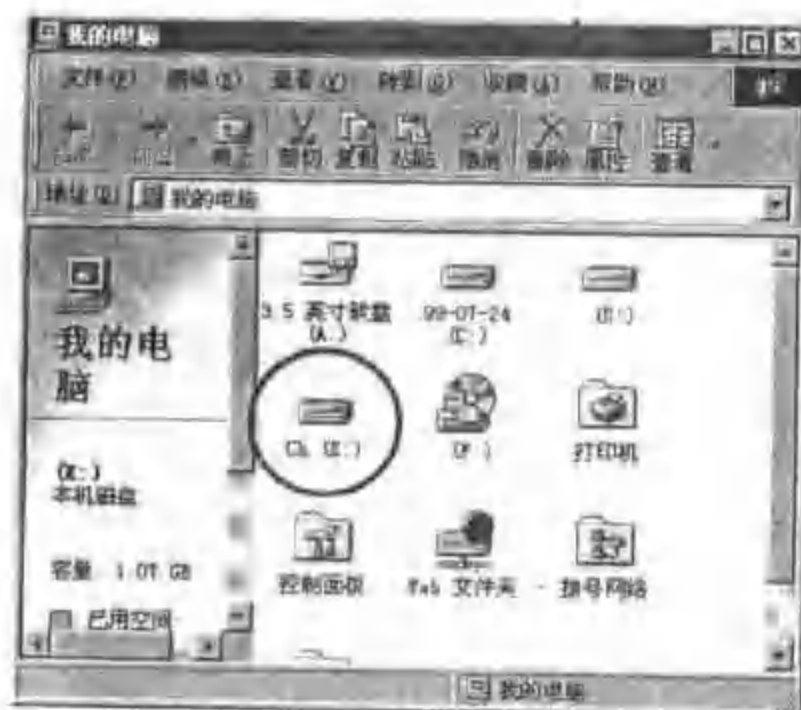 我的电脑
文件(F) 编辑(E) 查看(V) 转到(G) 收藏(A) 帮助(H)
向上 剪切 复制 粘贴 撤消 删除 属性 查看
地址(D) 我的电脑
我的电
脑
(E:)
本机磁盘
容量 1.07 GB
已用空间
3.5 英寸软盘
(A:)
99-07-24
(C:)
(D:)
(E:)
(F:)
打印机
控制面板
Web 文件夹
拨号网络
我的电脑